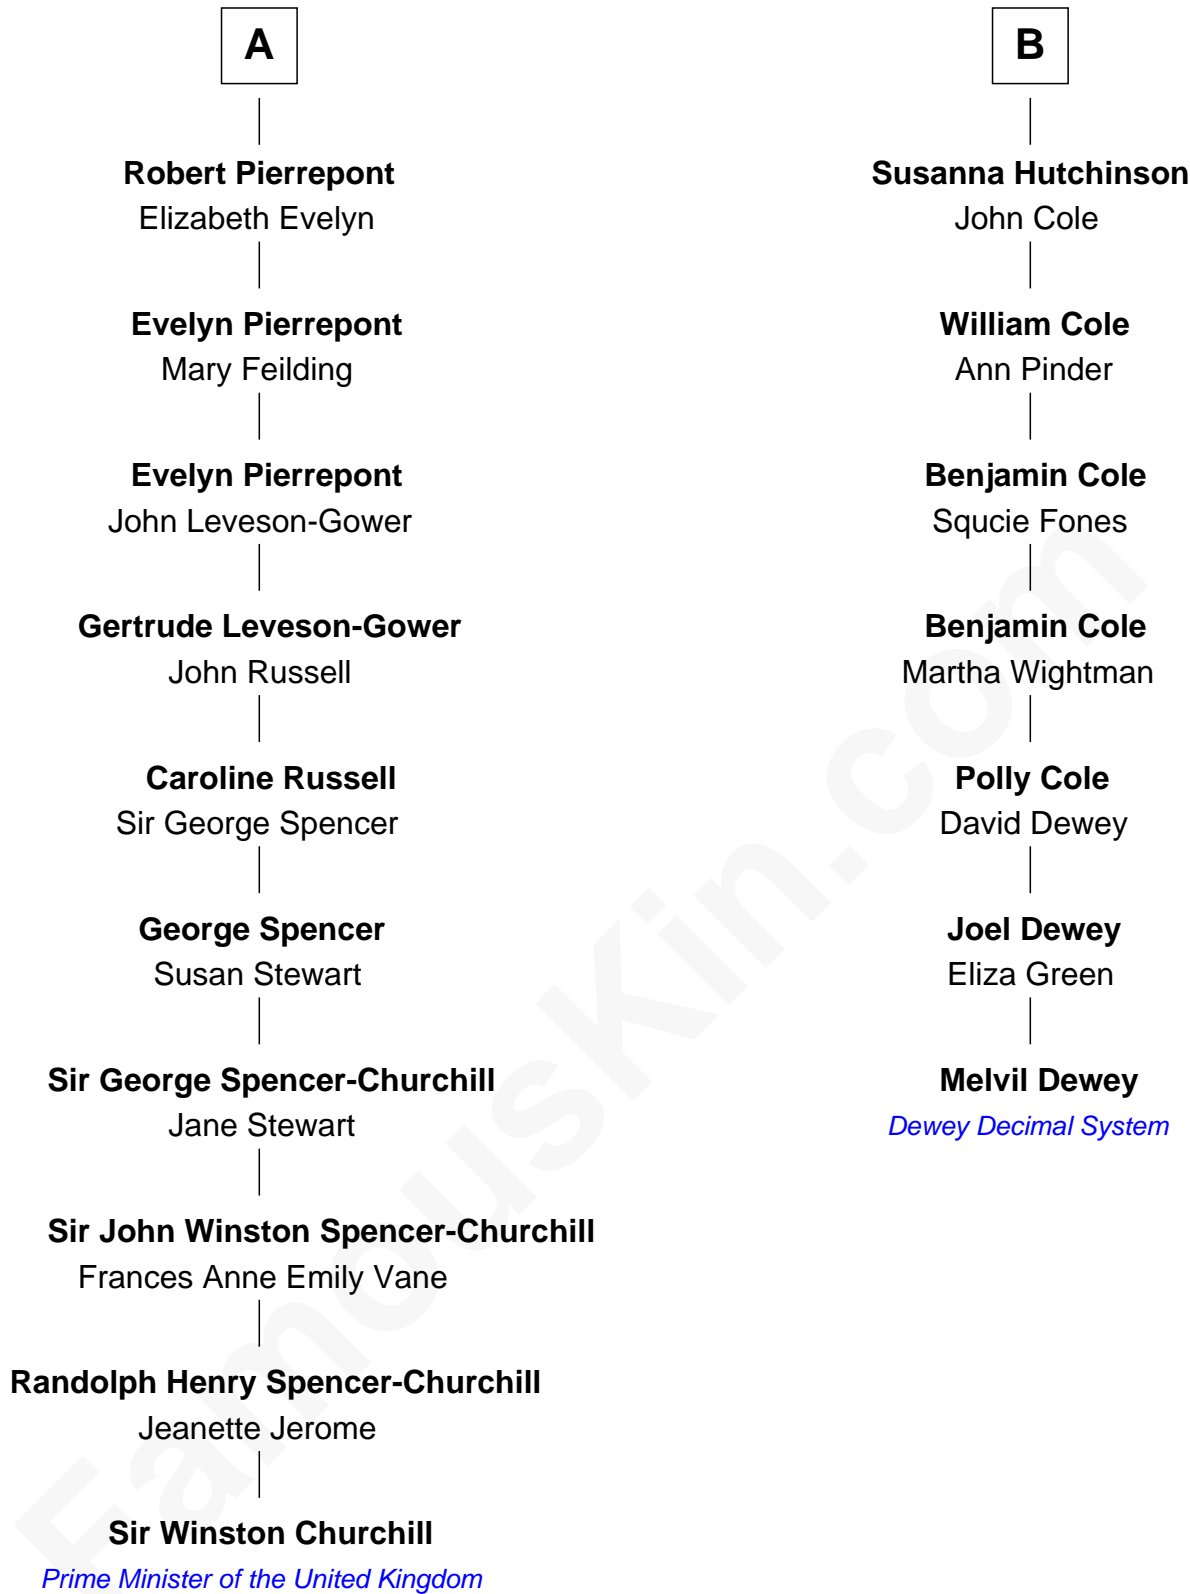 A
Robert Pierrepont
Elizabeth Evelyn
Evelyn Pierrepont
Mary Feilding
Evelyn Pierrepont
John Leveson-Gower
Gertrude Leveson-Gower
John Russell
Caroline Russell
Sir George Spencer
George Spencer
Susan Stewart
Sir George Spencer-Churchill
Jane Stewart
Sir John Winston Spencer-Churchill
Frances Anne Emily Vane
Randolph Henry Spencer-Churchill
Jeanette Jerome
Sir Winston Churchill
Prime Minister of the United Kingdom
B
Susanna Hutchinson
John Cole
William Cole
Ann Pinder
Benjamin Cole
Squcie Fones
Benjamin Cole
Martha Wightman
Polly Cole
David Dewey
Joel Dewey
Eliza Green
Melvil Dewey
Dewey Decimal System
FamousKin.com